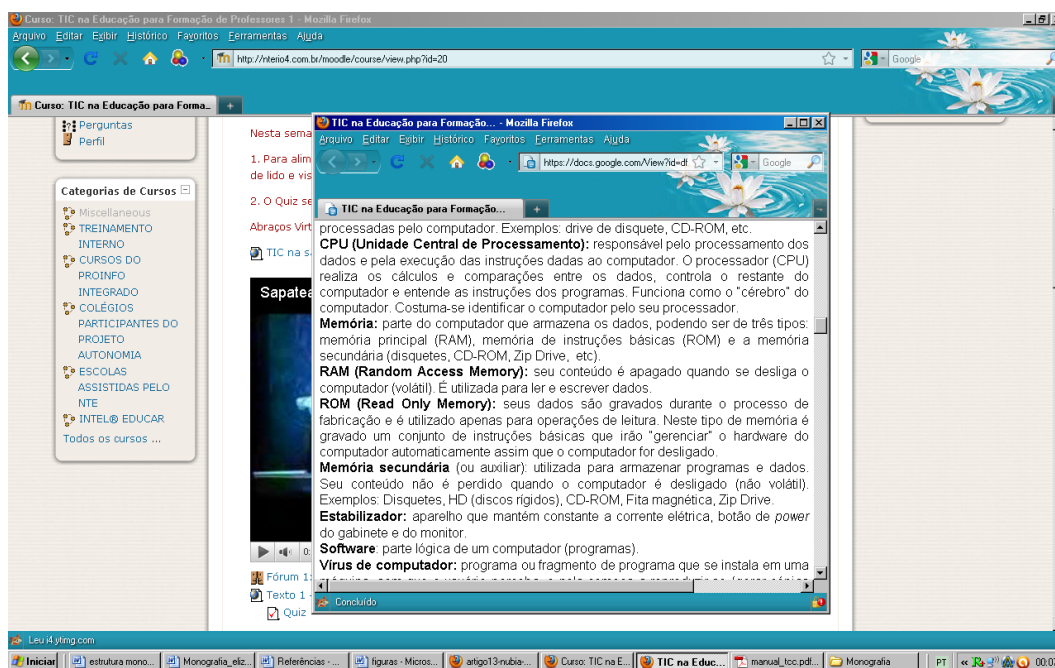 Curso: TIC na Educação para Formação de Professores 1 - Mozilla Firefox
Arquivo Editar Exibir Histórico Favoritos Ferramentas Ajuda
http://nterio4.com.br/moodle/course/view.php?id=20
Google
Curso: TIC na Educação para Forma...
Perguntas
Perfil
Categorias de Cursos
Miscellaneous
TREINAMENTO
INTERNO
CURSOS DO
PROINFO
INTEGRADO
COLÉGIOS
PARTICIPANTES DO
PROJETO
AUTONOMIA
ESCOLAS
ASSISTIDAS PELO
NTE
INTEL® EDUCAR
Todos os cursos ...
Nesta sema
1. Para alim
de lido e vis
2. O Quiz se
Abraços Virt
TIC na s
Sapatea
0:
Fórum 1:
Texto 1 -
Quiz
TIC na Educação para Formação... - Mozilla Firefox
Arquivo Editar Exibir Histórico Favoritos Ferramentas Ajuda
https://docs.google.com/View?id=df
Google
TIC na Educação para Formação...
processadas pelo computador. Exemplos: drive de disquete, CD-ROM, etc.
CPU (Unidade Central de Processamento): responsável pelo processamento dos
dados e pela execução das instruções dadas ao computador. O processador (CPU)
realiza os cálculos e comparações entre os dados, controla o restante do
computador e entende as instruções dos programas. Funciona como o "cérebro" do
computador. Costuma-se identificar o computador pelo seu processador.
Memória: parte do computador que armazena os dados, podendo ser de três tipos:
memória principal (RAM), memória de instruções básicas (ROM) e a memória
secundária (disquetes, CD-ROM, Zip Drive, etc).
RAM (Random Access Memory): seu conteúdo é apagado quando se desliga o
computador (volátil). É utilizada para ler e escrever dados.
ROM (Read Only Memory): seus dados são gravados durante o processo de
fabricação e é utilizado apenas para operações de leitura. Neste tipo de memória é
gravado um conjunto de instruções básicas que irão "gerenciar" o hardware do
computador automaticamente assim que o computador for desligado.
Memória secundária (ou auxiliar): utilizada para armazenar programas e dados.
Seu conteúdo não é perdido quando o computador é desligado (não volátil).
Exemplos: Disquetes, HD (discos rígidos), CD-ROM, Fita magnética, Zip Drive.
Estabilizador: aparelho que mantém constante a corrente elétrica, botão de power
do gabinete e do monitor.
Software: parte lógica de um computador (programas).
Vírus de computador: programa ou fragmento de programa que se instala em uma
Concluído
Leu i4.ytimg.com
Iniciar
estrutura mono...
Monografia_eliz...
Referências - ...
figuras - Micros...
artigo13-nubia-...
Curso: TIC na E...
TIC na Educ...
manual_tcc.pdf...
Monografia
PT
00:0